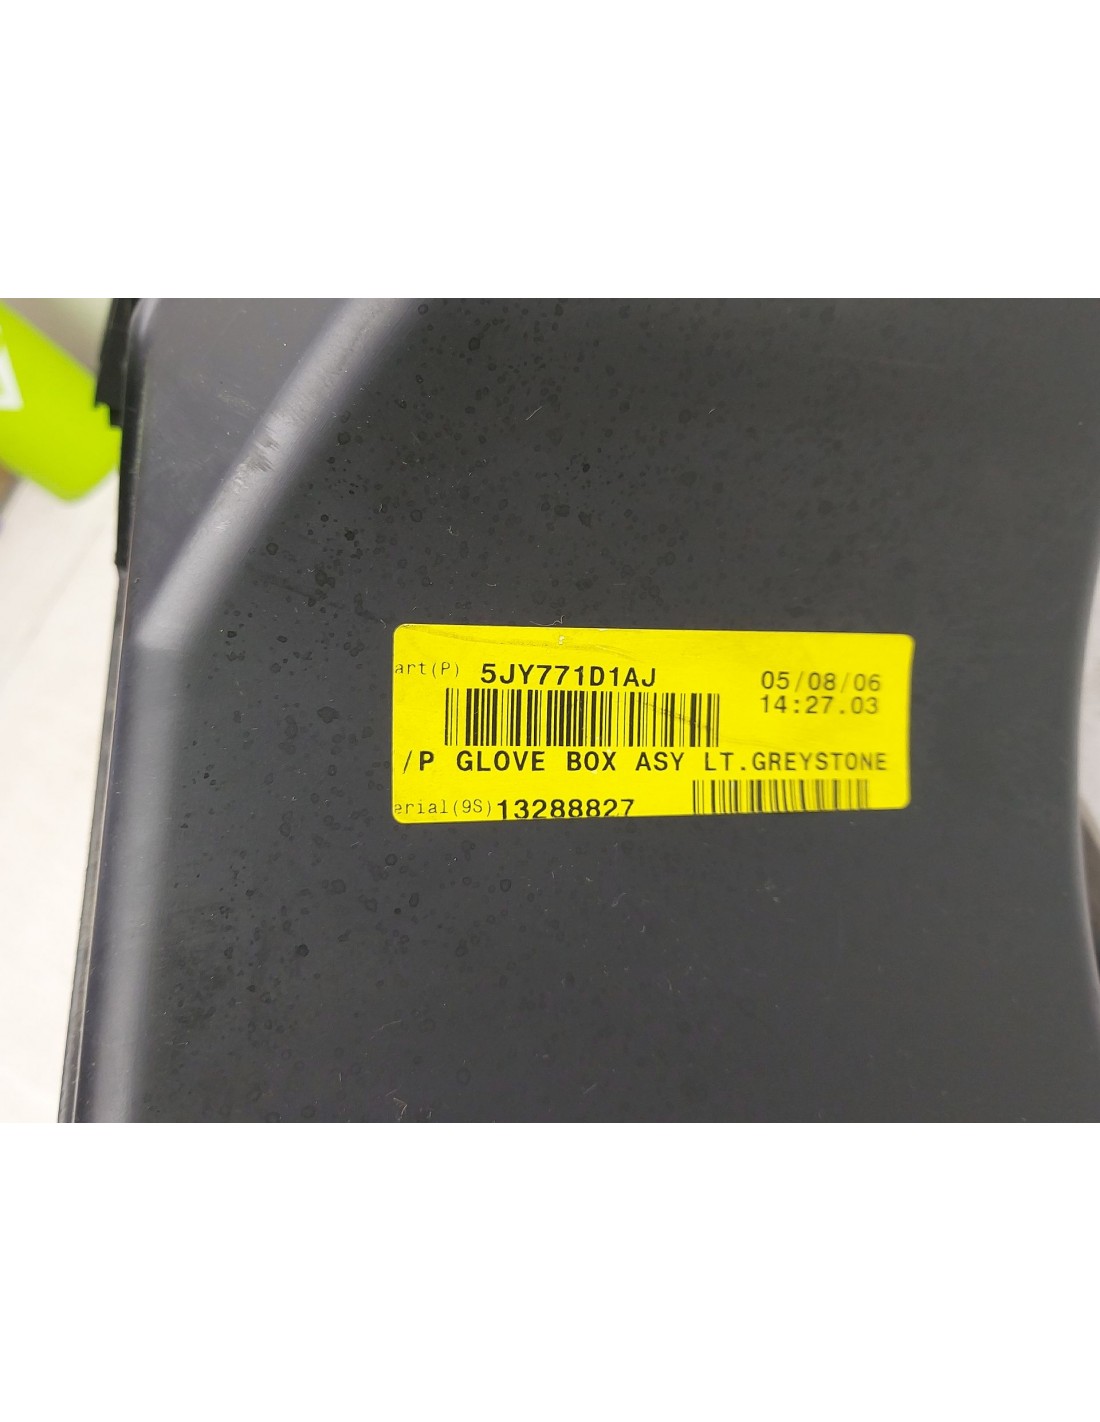 art(P) 5JY771D1AJ
05/08/06
14:27.03
/P GLOVE BOX ASY LT.GREYSTONE
erial(9S) 13288827